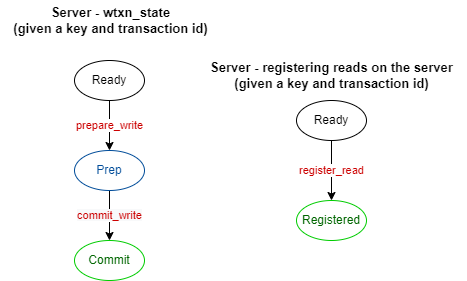 Server - wtxn_state
(given a key and transaction id)
Ready
prepare_write
Prep
commit_write
Commit
Server - registering reads on the server
(given a key and transaction id)
Ready
register_read
Registered